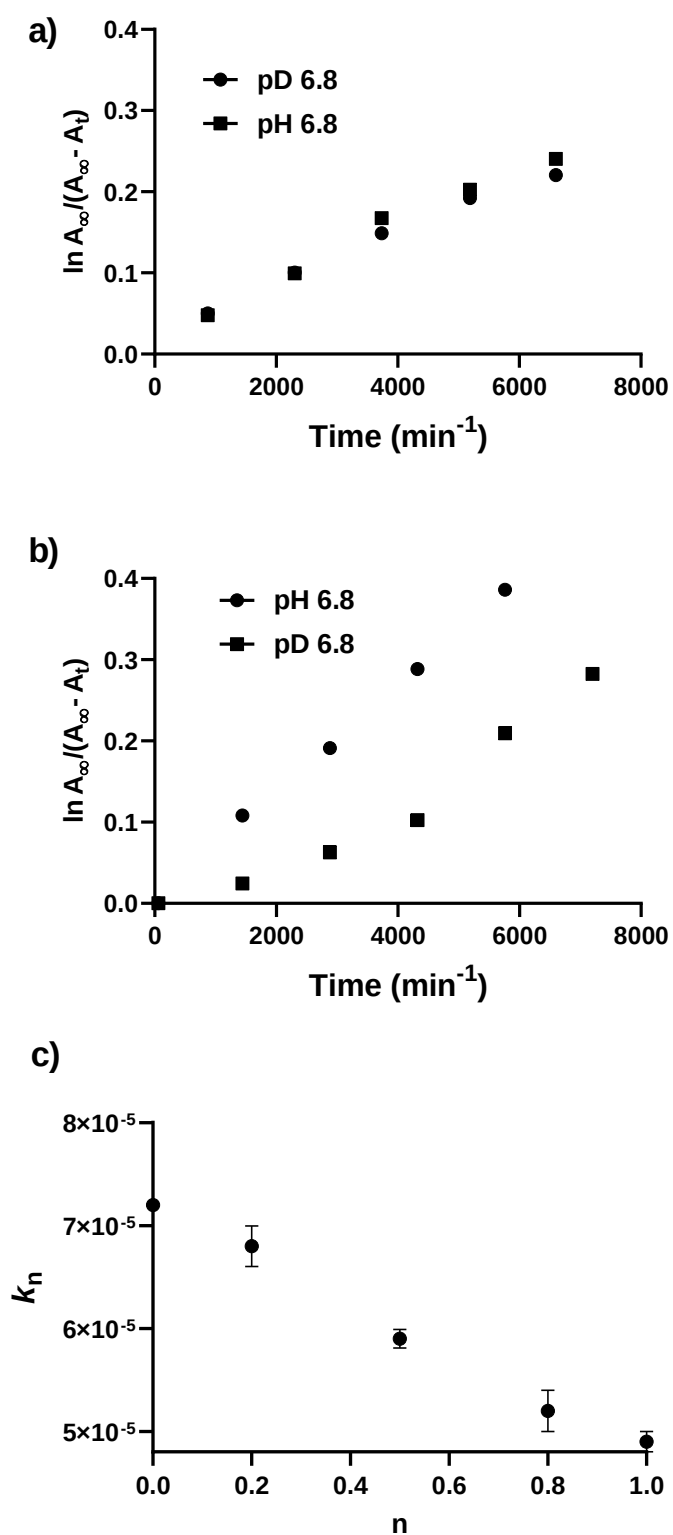 a)
0.4
0.3
0.2
0.1
0.0
ln A∞/(A∞- At)
pD 6.8
pH 6.8
0 2000 4000 6000 8000
Time (min-1)
b)
0.4
0.3
0.2
0.1
0.0
ln A∞/(A∞- At)
pH 6.8
pD 6.8
0 2000 4000 6000 8000
Time (min-1)
c)
8×10-5
7×10-5
6×10-5
5×10-5
kn
0.0 0.2 0.4 0.6 0.8 1.0
n